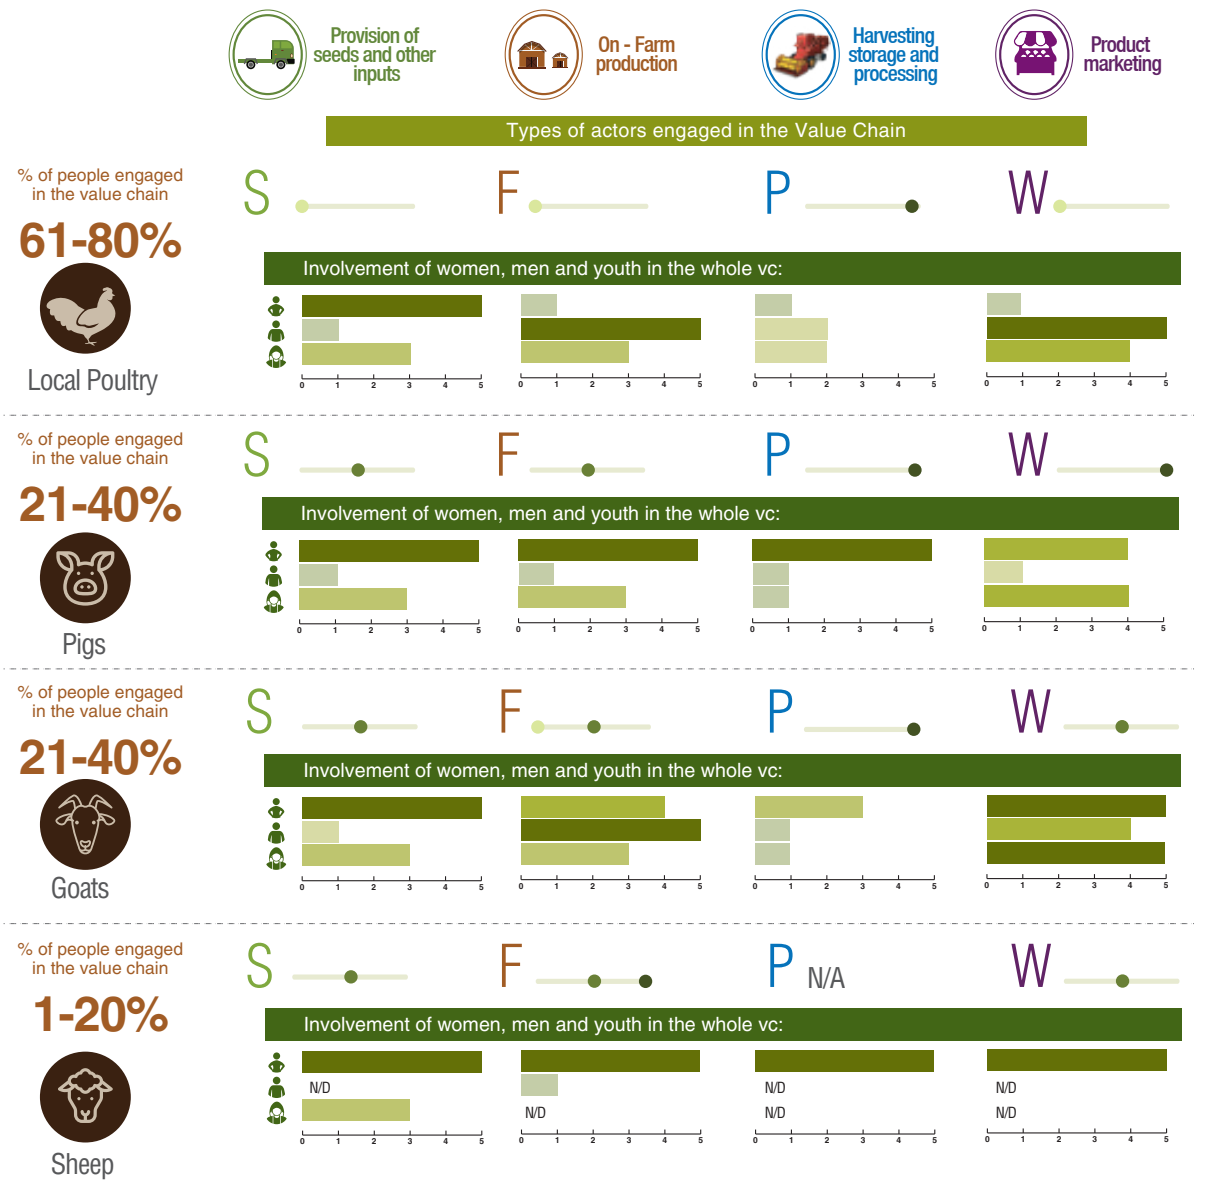 Provision of
seeds and other
inputs
On - Farm
production
Harvesting
storage and
processing
Product
marketing
Types of actors engaged in the Value Chain
% of people engaged
in the value chain
61-80%
Local Poultry
S F P W
Involvement of women, men and youth in the whole vc:
0 1 2 3 4 5 0 1 2 3 4 5 0 1 2 3 4 5 0 1 2 3 4 5
% of people engaged
in the value chain
21-40%
Pigs
S F P W
Involvement of women, men and youth in the whole vc:
0 1 2 3 4 5 0 1 2 3 4 5 0 1 2 3 4 5 0 1 2 3 4 5
% of people engaged
in the value chain
21-40%
Goats
S F P W
Involvement of women, men and youth in the whole vc:
0 1 2 3 4 5 0 1 2 3 4 5 0 1 2 3 4 5 0 1 2 3 4 5
% of people engaged
in the value chain
1-20%
Sheep
S F P N/A W
Involvement of women, men and youth in the whole vc:
N/D N/D N/D
N/D N/D N/D
0 1 2 3 4 5 0 1 2 3 4 5 0 1 2 3 4 5 0 1 2 3 4 5